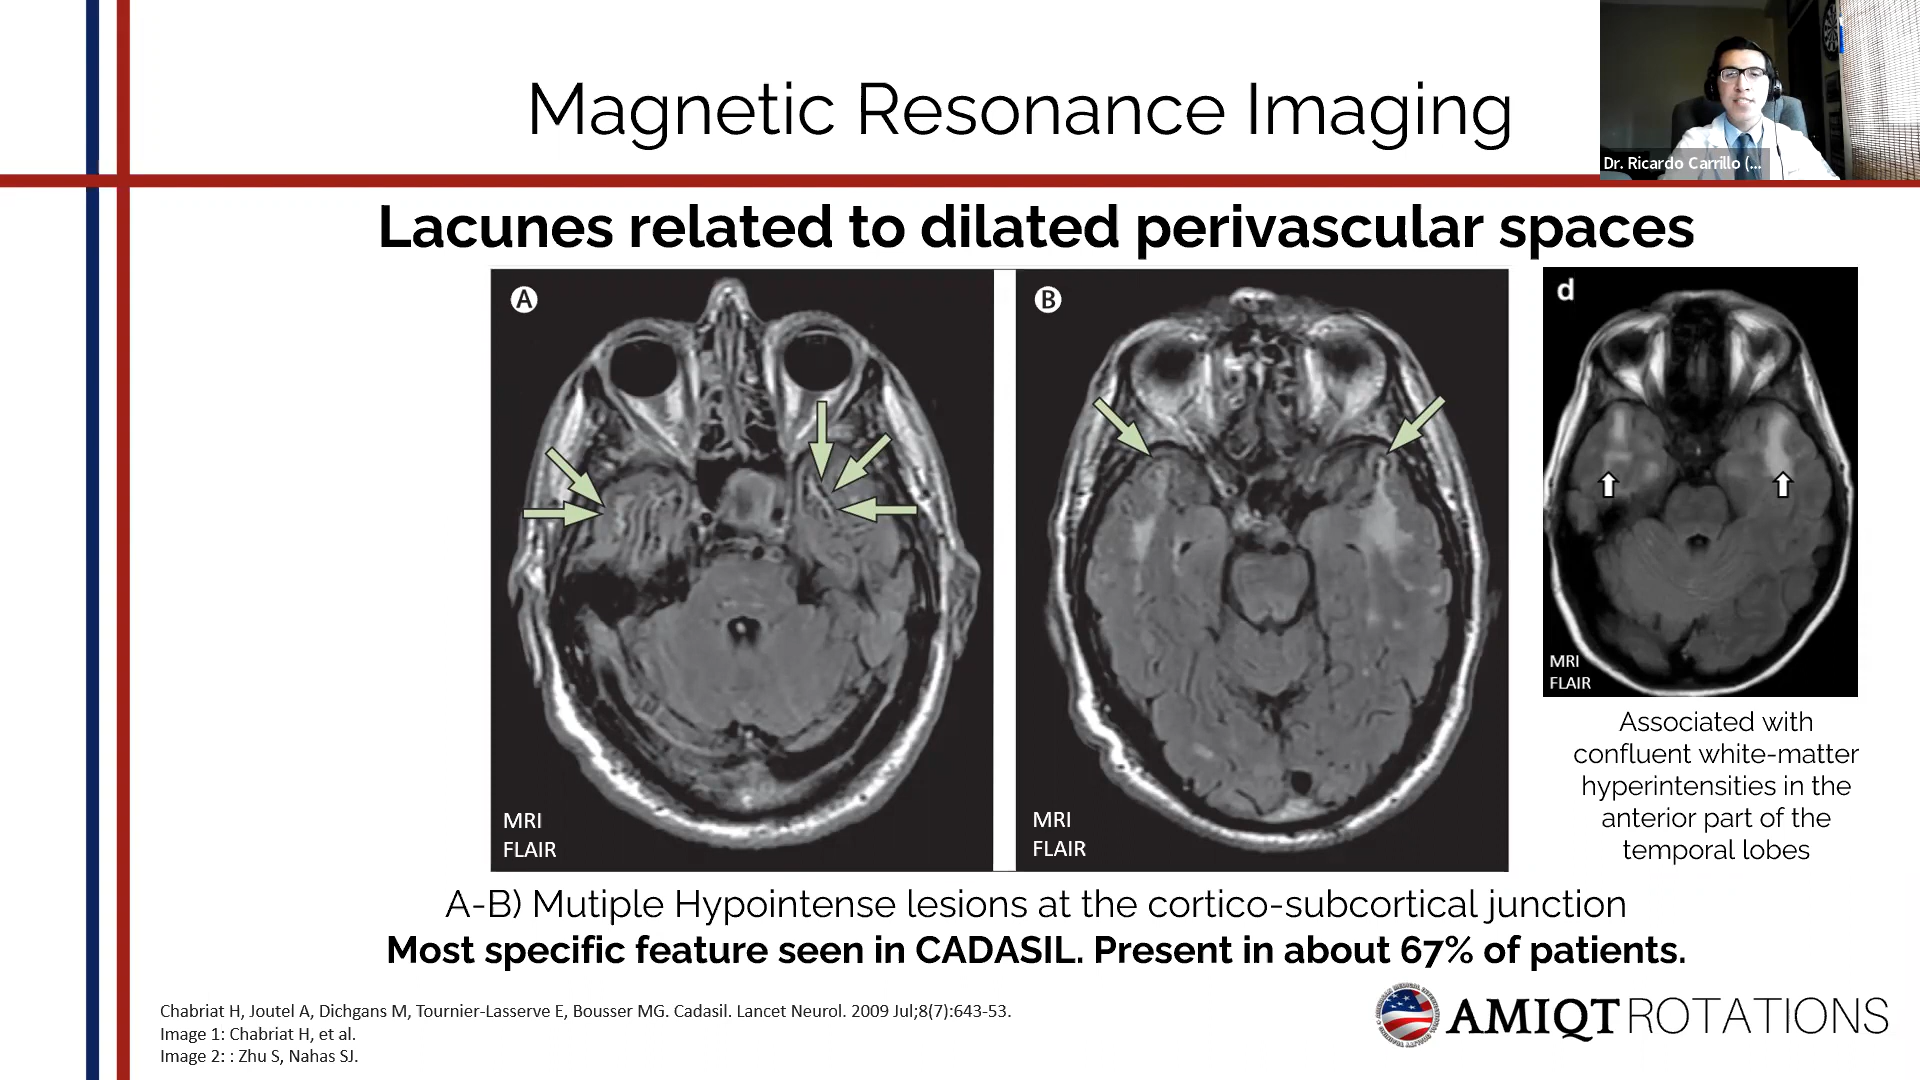 Magnetic Resonance Imaging
Dr. Ricardo Carrillo (...
Lacunes related to dilated perivascular spaces
A
B
d
MRI
FLAIR
MRI
FLAIR
MRI
FLAIR
Associated with
confluent white-matter
hyperintensities in the
anterior part of the
temporal lobes
A-B) Mutiple Hypointense lesions at the cortico-subcortical junction
Most specific feature seen in CADASIL. Present in about 67% of patients.
Chabriat H, Joutel A, Dichgans M, Tournier-Lasserve E, Bousser MG. Cadasil. Lancet Neurol. 2009 Jul;8(7):643-53.
Image 1: Chabriat H, et al.
Image 2: : Zhu S, Nahas SJ.
AMIQT ROTATIONS